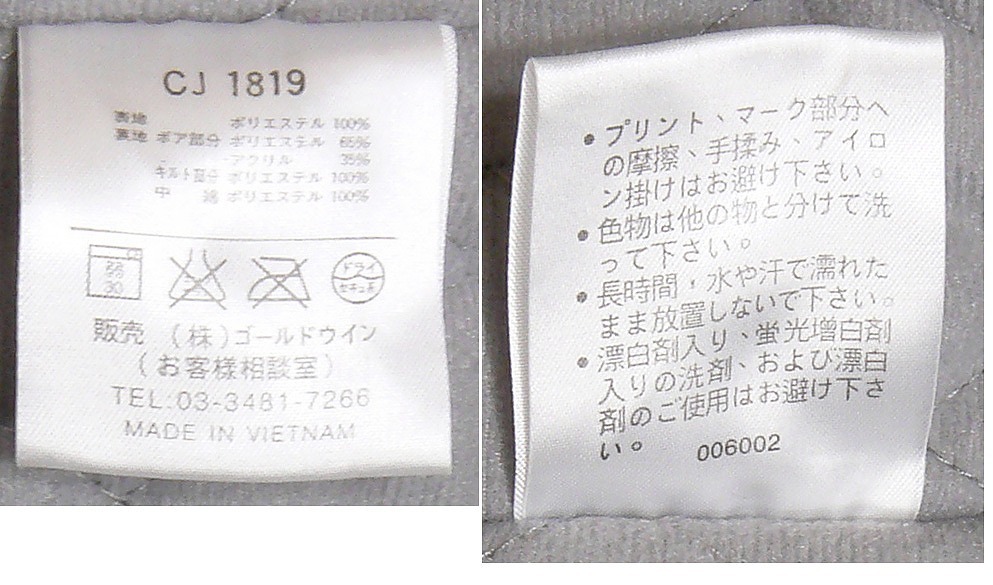 CJ 1819
表地 ポリエステル 100%
裏地 ボア部分 ポリエステル 65%
アクリル 35%
キルト部分 ポリエステル 100%
中 綿 ポリエステル 100%
弱 30
ドライ
セキユ系
販売 (株)ゴールドウイン
(お客様相談室)
TEL:03-3481-7266
MADE IN VIETNAM
•プリント、マーク部分へ
の摩擦、手揉み、アイロ
ン掛けはお避け下さい。
•色物は他の物と分けて洗
って下さい。
•長時間，水や汗で濡れた
まま放置しないで下さい。
•漂白剤入り、蛍光増白剤
入りの洗剤、および漂白
剤のご使用はお避け下さ
い。
006002